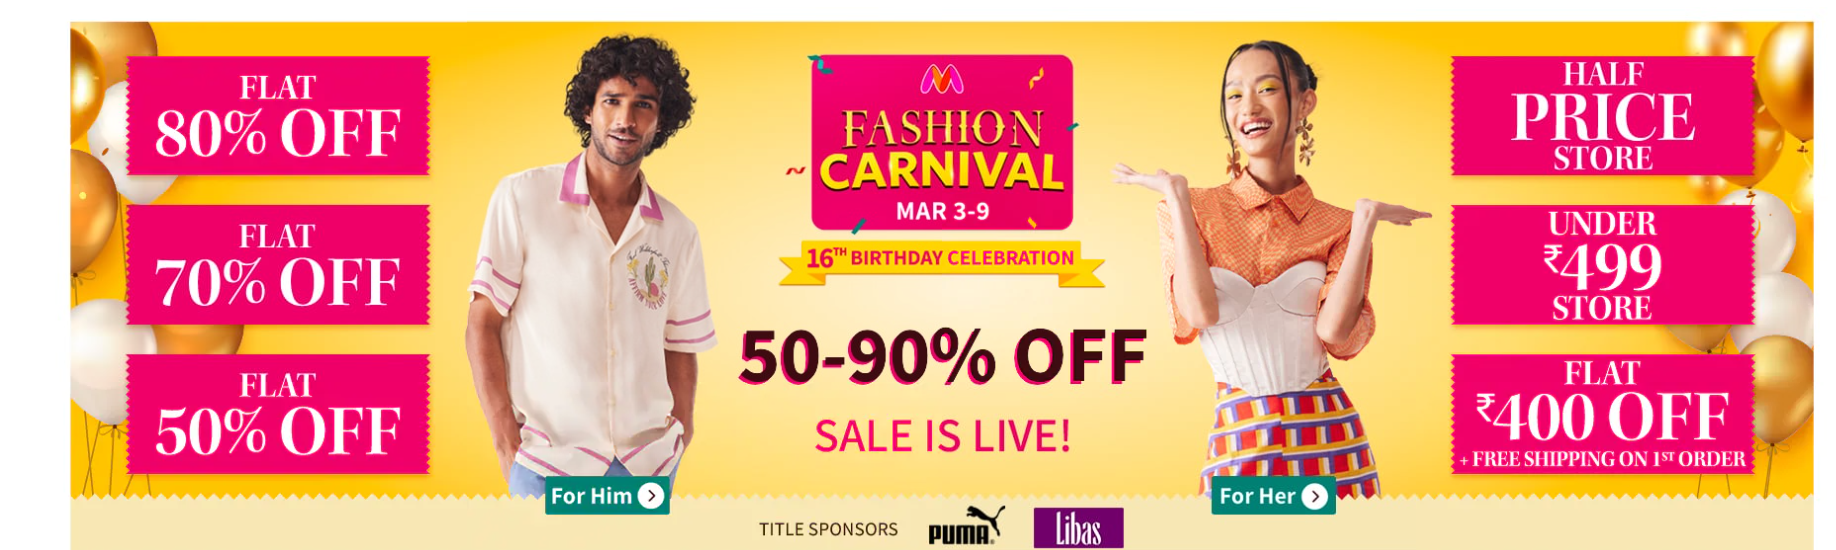 FLAT
80% OFF
FLAT
70% OFF
FLAT
50% OFF
FASHION
CARNIVAL
MAR 3-9
16TH BIRTHDAY CELEBRATION
50-90% OFF
SALE IS LIVE!
HALF
PRICE
STORE
UNDER
₹499
STORE
FLAT
₹400 OFF
+ FREE SHIPPING ON 1ST ORDER
For Him
For Her
TITLE SPONSORS
PUMA
Libas